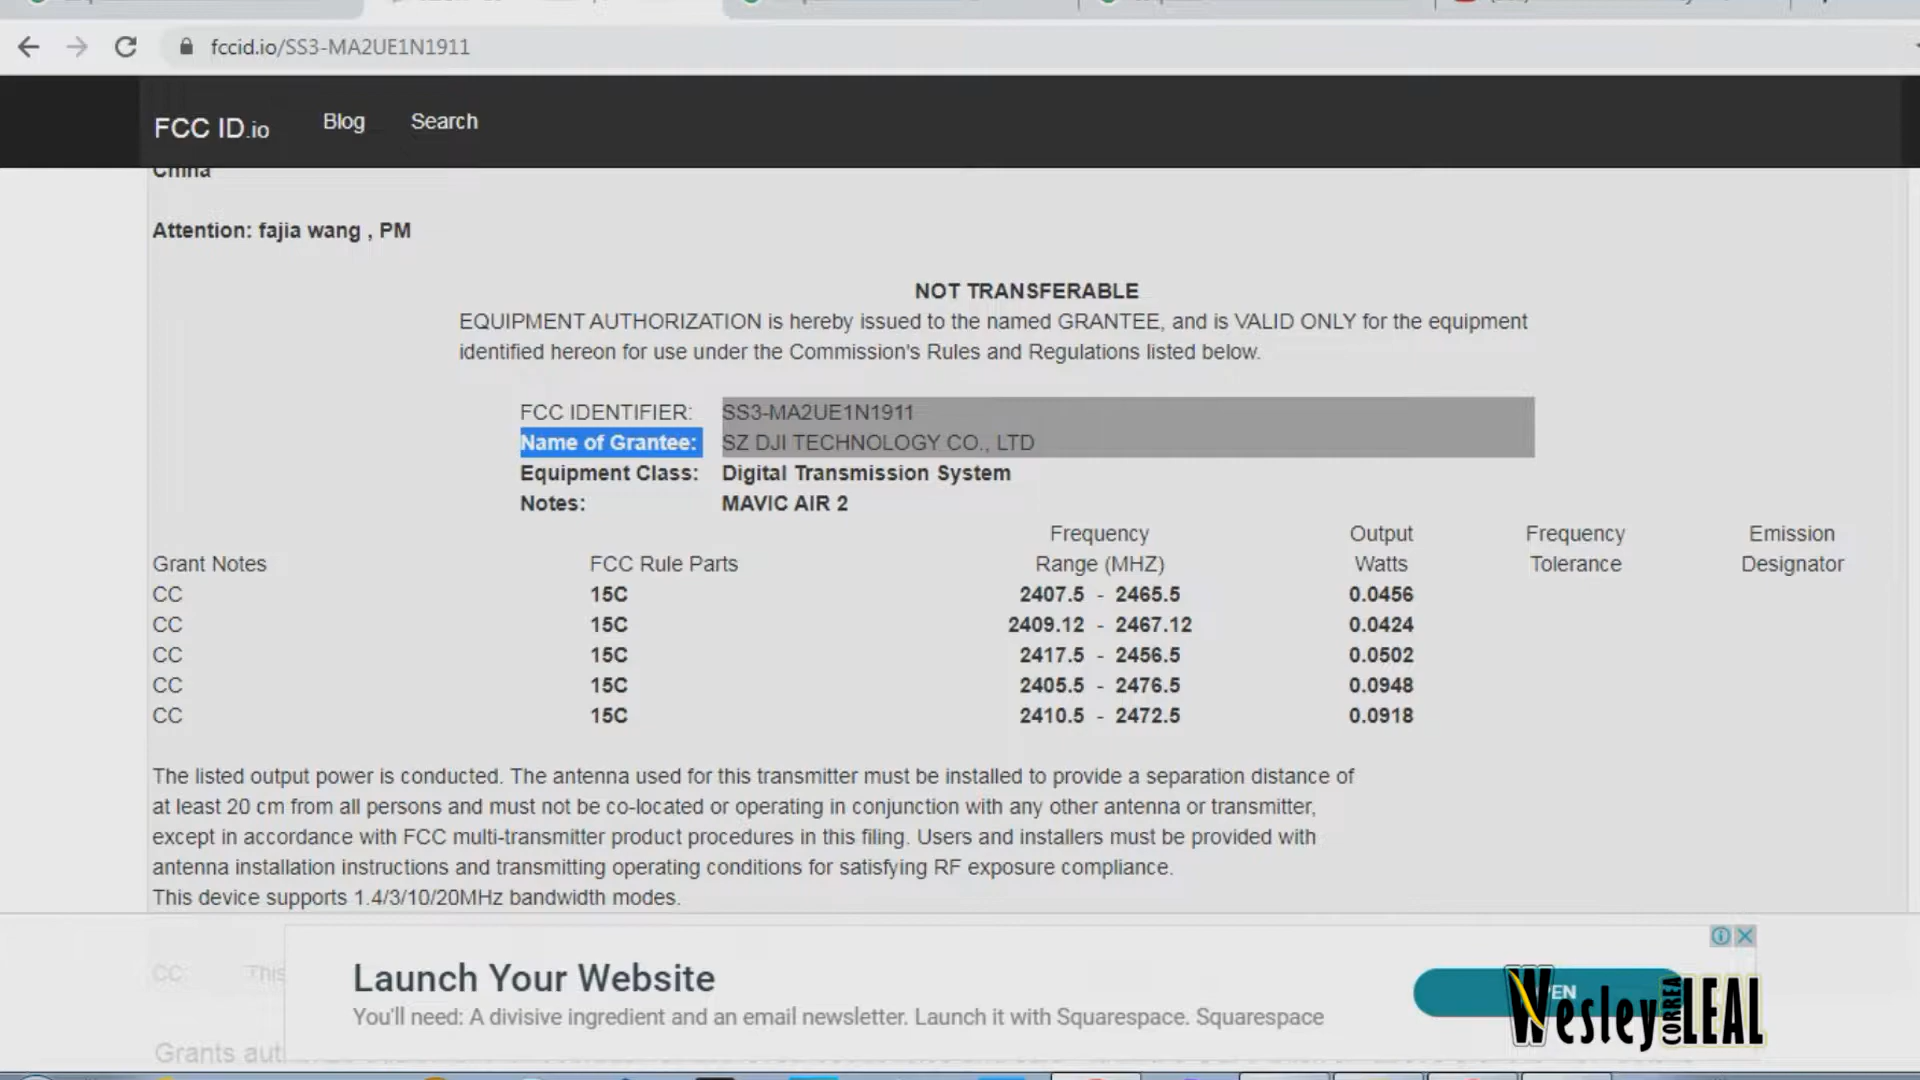 fccid.io/SS3-MA2UE1N1911
FCC ID.io Blog Search
China
Attention: fajia wang , PM
NOT TRANSFERABLE
EQUIPMENT AUTHORIZATION is hereby issued to the named GRANTEE, and is VALID ONLY for the equipment
identified hereon for use under the Commission's Rules and Regulations listed below.
FCC IDENTIFIER: SS3-MA2UE1N1911
Name of Grantee: SZ DJI TECHNOLOGY CO., LTD
Equipment Class: Digital Transmission System
Notes: MAVIC AIR 2
Frequency Output Frequency Emission
Grant Notes FCC Rule Parts Range (MHZ) Watts Tolerance Designator
CC 15C 2407.5 - 2465.5 0.0456
CC 15C 2409.12 - 2467.12 0.0424
CC 15C 2417.5 - 2456.5 0.0502
CC 15C 2405.5 - 2476.5 0.0948
CC 15C 2410.5 - 2472.5 0.0918
The listed output power is conducted. The antenna used for this transmitter must be installed to provide a separation distance of
at least 20 cm from all persons and must not be co-located or operating in conjunction with any other antenna or transmitter,
except in accordance with FCC multi-transmitter product procedures in this filing. Users and installers must be provided with
antenna installation instructions and transmitting operating conditions for satisfying RF exposure compliance.
This device supports 1.4/3/10/20MHz bandwidth modes.
CC: This
Launch Your Website
You'll need: A divisive ingredient and an email newsletter. Launch it with Squarespace. Squarespace
Wesley CORREA LEAL
Grants